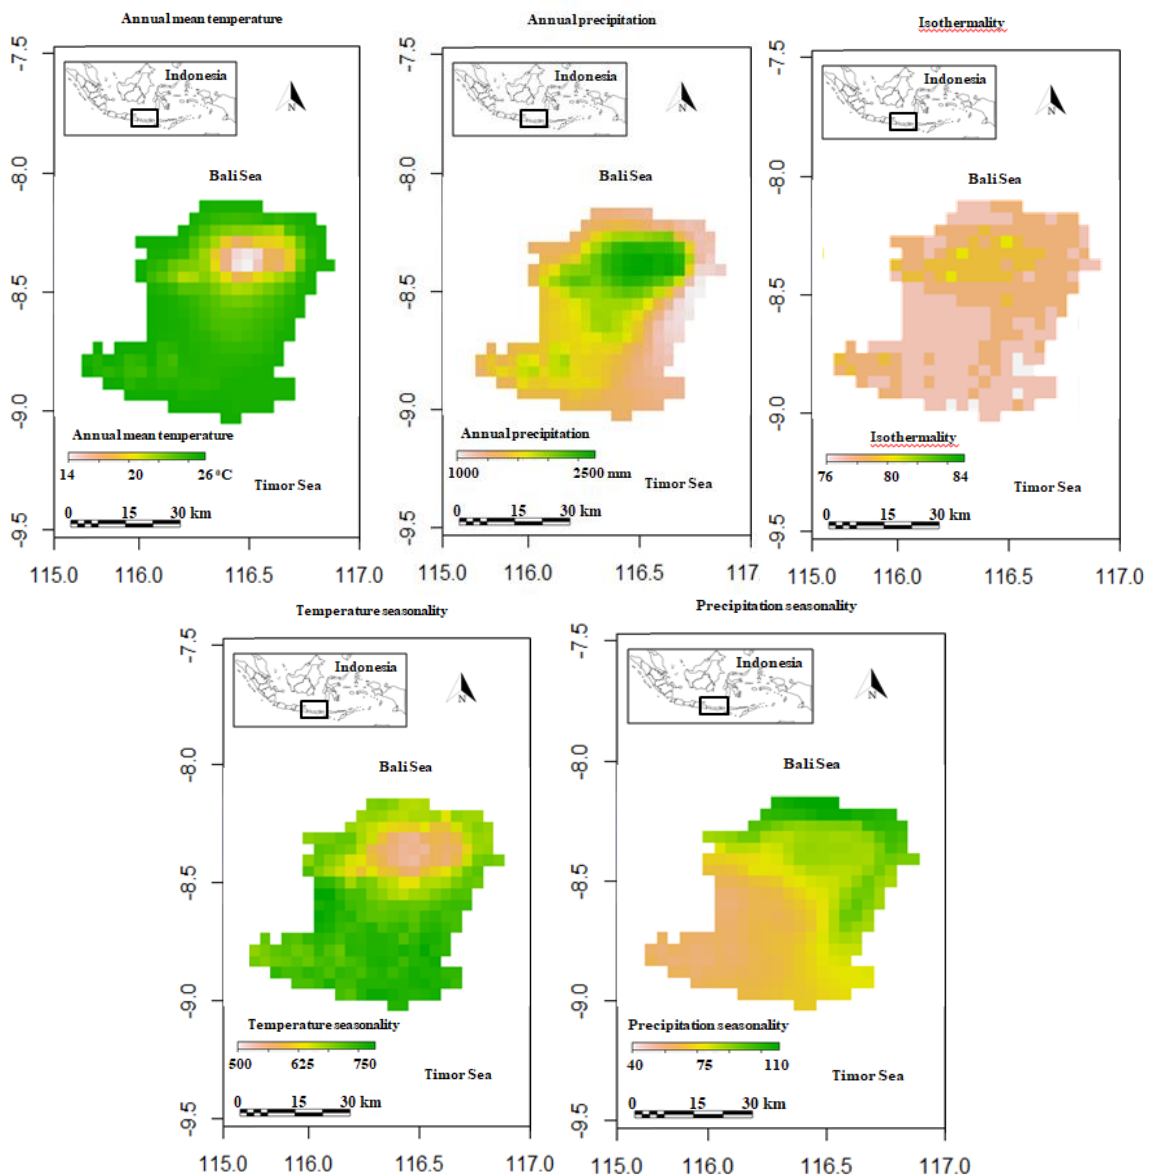 Annual mean temperature
-7.5
Indonesia
N
-8.0
Bali Sea
-8.5
-9.0
Annual mean temperature
14 20 26 °C
Timor Sea
0 15 30 km
-9.5
115.0 116.0 116.5 117.0
Annual precipitation
-7.5
Indonesia
N
-8.0
Bali Sea
-8.5
-9.0
Annual precipitation
1000 2500 mm
Timor Sea
0 15 30 km
-9.5
115.0 116.0 116.5 117.
Isothermality
-7.5
Indonesia
N
-8.0
Bali Sea
-8.5
-9.0
Isothermality
76 80 84
Timor Sea
0 15 30 km
-9.5
115.0 116.0 116.5 117.0
Temperature seasonality
-7.5
Indonesia
N
-8.0
Bali Sea
-8.5
-9.0
Temperature seasonality
500 625 750
Timor Sea
0 15 30 km
-9.5
115.0 116.0 116.5 117.0
Precipitation seasonality
-7.5
Indonesia
N
-8.0
Bali Sea
-8.5
-9.0
Precipitation seasonality
40 75 110
Timor Sea
0 15 30 km
-9.5
115.0 116.0 116.5 117.0